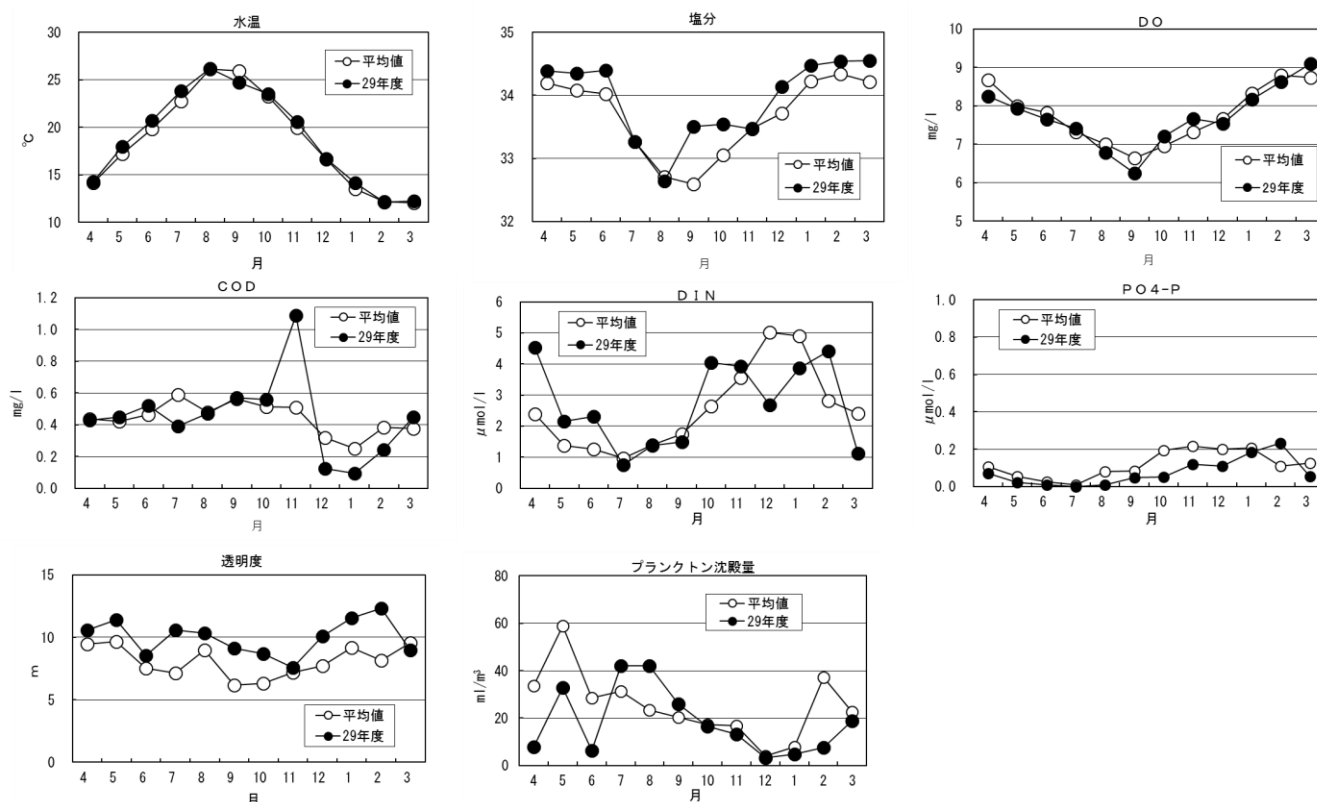 水温
30
25
20
15
10
℃
平均値
29年度
4 5 6 7 8 9 10 11 12 1 2 3
月
塩分
35
34
33
32
平均値
29年度
4 5 6 7 8 9 10 11 12 1 2 3
月
ＤＯ
10
9
8
7
6
5
mg/l
平均値
29年度
4 5 6 7 8 9 10 11 12 1 2 3
月
ＣＯＤ
1.2
1.0
0.8
0.6
0.4
0.2
0.0
mg/l
平均値
29年度
4 5 6 7 8 9 10 11 12 1 2 3
月
ＤＩＮ
6
5
4
3
2
1
0
μmol/l
平均値
29年度
4 5 6 7 8 9 10 11 12 1 2 3
月
ＰＯ４-Ｐ
1.0
0.8
0.6
0.4
0.2
0.0
μmol/l
平均値
29年度
4 5 6 7 8 9 10 11 12 1 2 3
月
透明度
15
10
5
0
m
平均値
29年度
4 5 6 7 8 9 10 11 12 1 2 3
月
プランクトン沈殿量
80
60
40
20
0
ml/m³
平均値
29年度
4 5 6 7 8 9 10 11 12 1 2 3
月